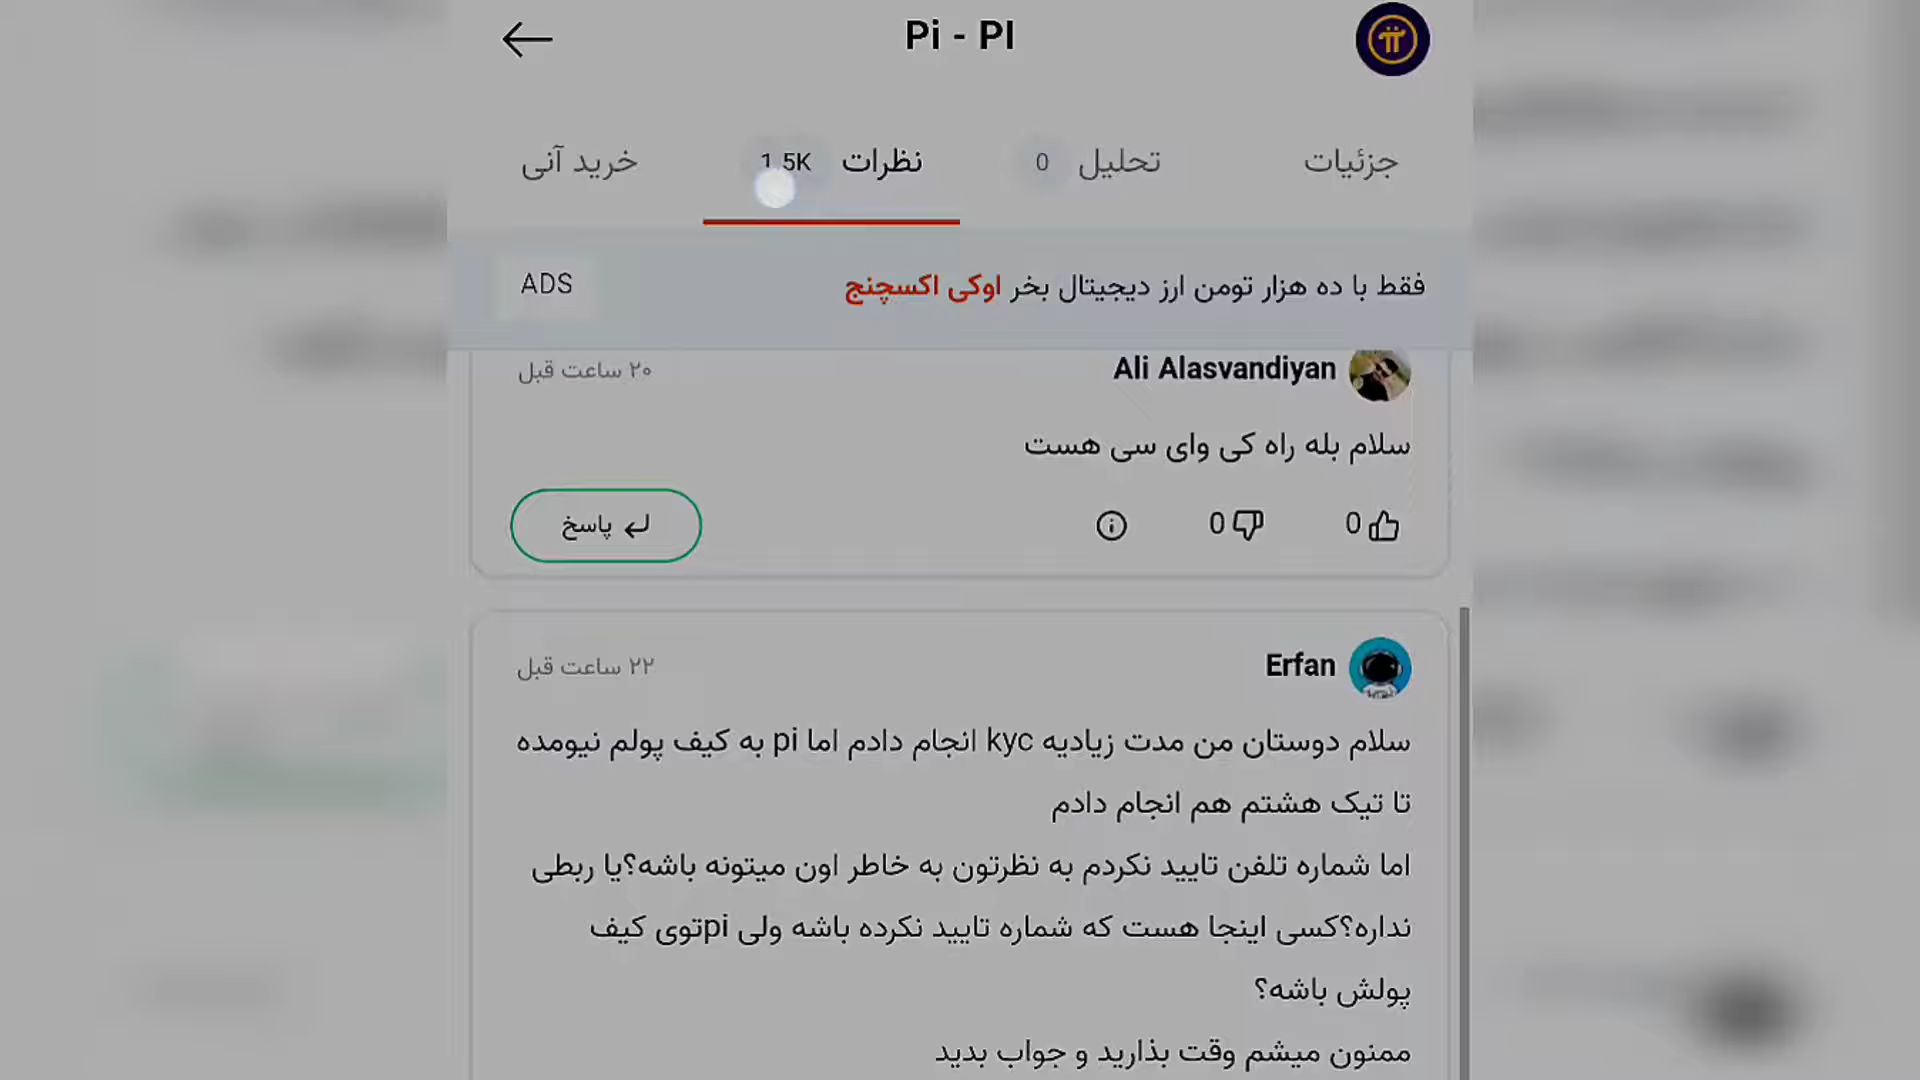 Pi - PI
جزئیات
تحلیل 0
نظرات 1.5K
خرید آنی
فقط با ده هزار تومن ارز دیجیتال بخر اوکی اکسچنج
ADS
Ali Alasvandiyan
۲۰ ساعت قبل
سلام بله راه کی وای سی هست
0
0
پاسخ
Erfan
۲۲ ساعت قبل
سلام دوستان من مدت زیادیه kyc انجام دادم اما pi به کیف پولم نیومده
تا تیک هشتم هم انجام دادم
اما شماره تلفن تایید نکردم به نظرتون به خاطر اون میتونه باشه؟یا ربطی
نداره؟کسی اینجا هست که شماره تایید نکرده باشه ولی piتوی کیف
پولش باشه؟
ممنون میشم وقت بذارید و جواب بدید